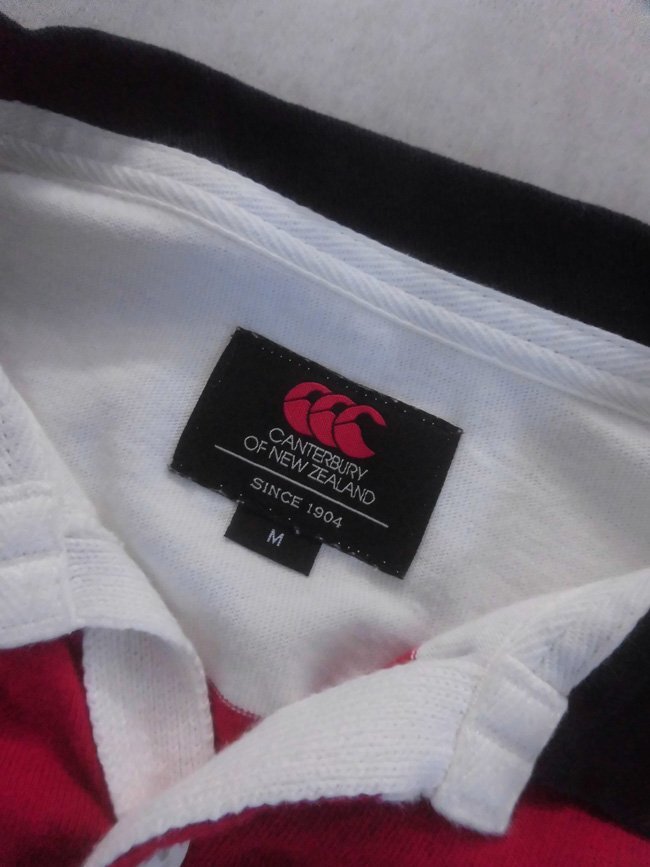 CANTERBURY
OF NEW ZEALAND
SINCE 1904
M